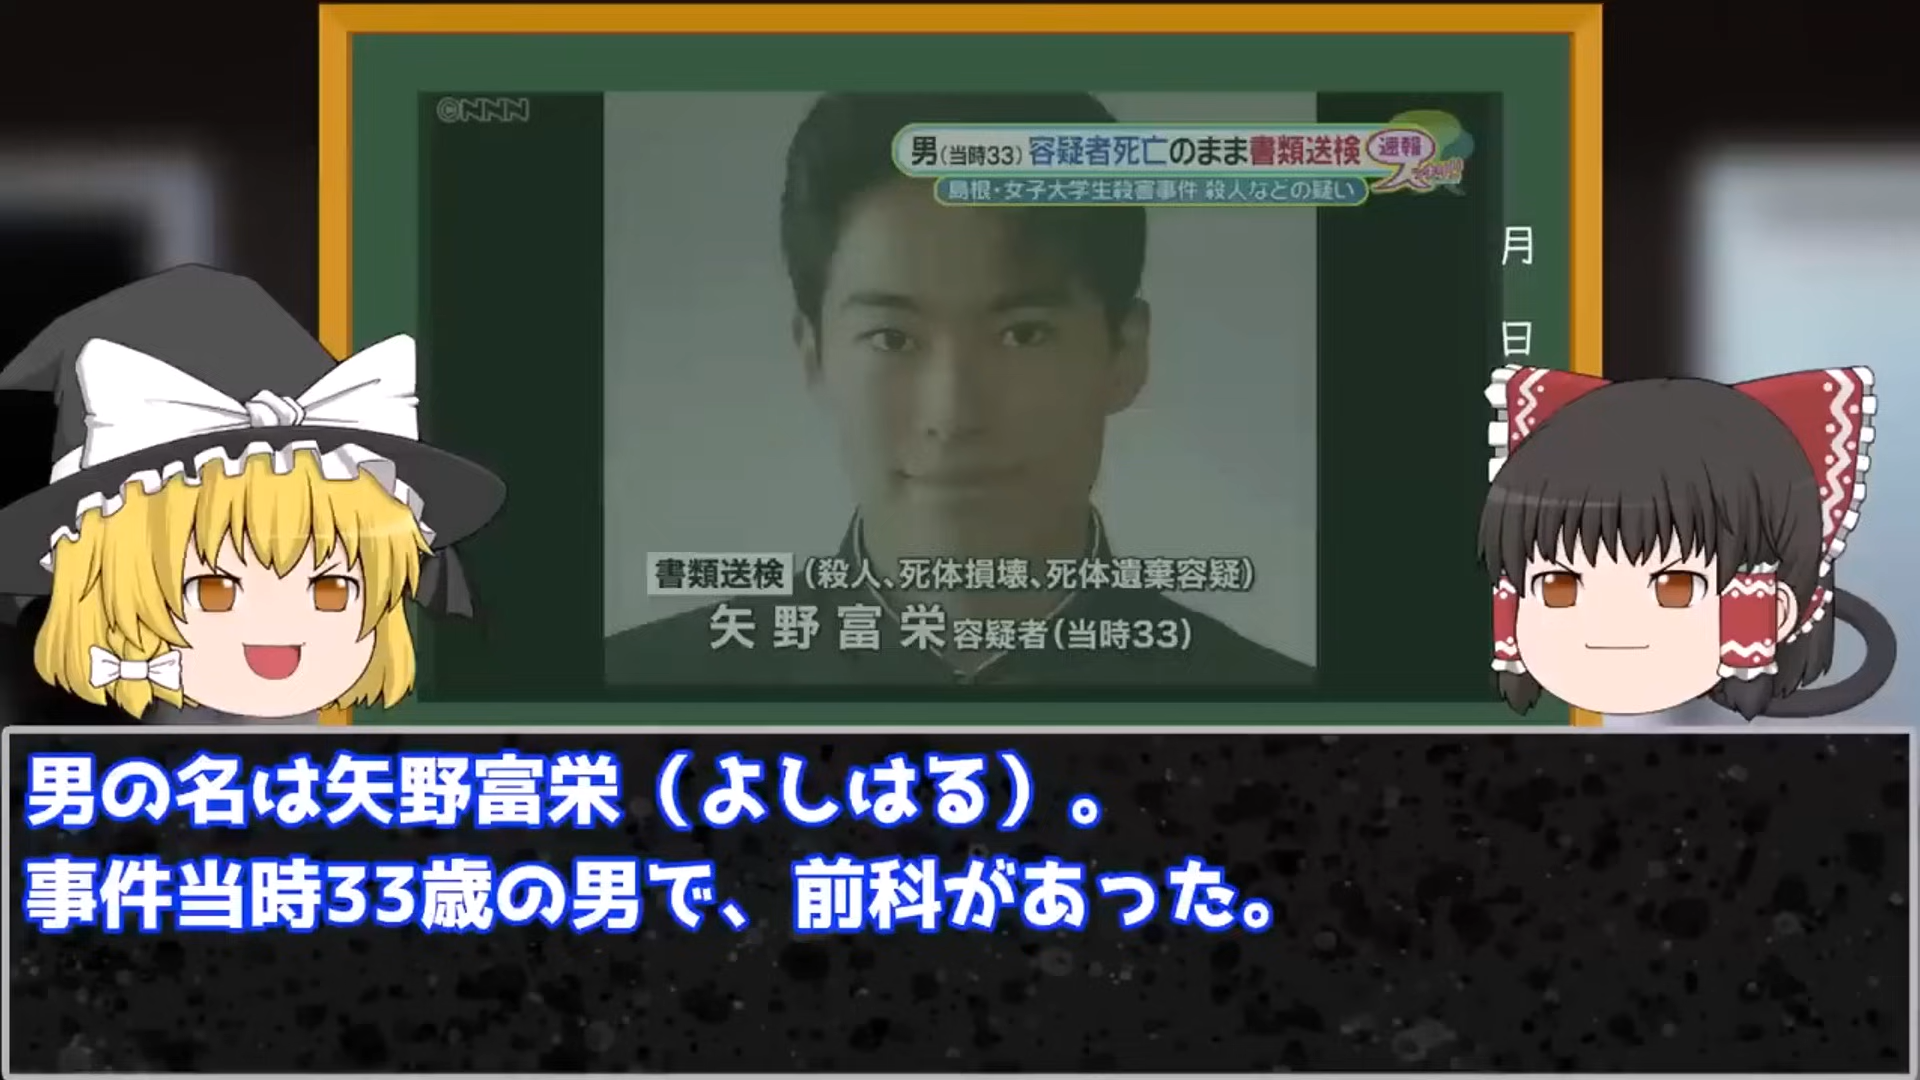 ©NNN
男(当時33)容疑者死亡のまま書類送検
速報
島根・女子大学生殺害事件 殺人などの疑い
月
日
書類送検 (殺人、死体損壊、死体遺棄容疑)
矢野富栄容疑者(当時33)
男の名は矢野富栄（よしはる）。
事件当時33歳の男で、前科があった。